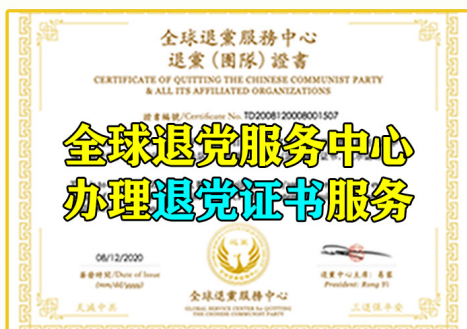 全球退黨服務中心
退黨（團隊）證書
CERTIFICATE OF QUITTING THE CHINESE COMMUNIST PARTY
& ALL ITS AFFILIATED ORGANIZATIONS
證書編號/Certificate No. TD2008120008001507
全球退党服务中心
办理退党证书服务
08/12/2020
簽發時間/Date of Issue
(mm/dd/yyyy)
退黨中心主席：易蓉
President: Rong Yi
全球退黨服務中心
GLOBAL SERVICE CENTER for QUITTING
THE CHINESE COMMUNIST PARTY
天滅中共
三退保平安